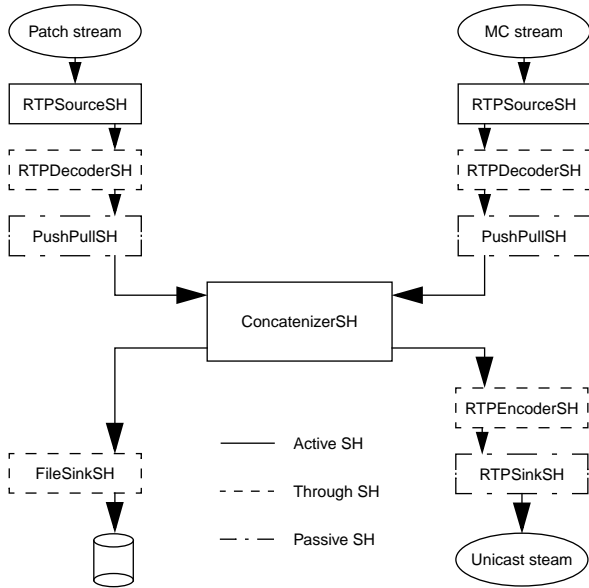 Patch stream
MC stream
RTPSourceSH
RTPSourceSH
RTPDecoderSH
RTPDecoderSH
PushPullSH
PushPullSH
ConcatenizerSH
RTPEncoderSH
Active SH
FileSinkSH
RTPSinkSH
Through SH
Passive SH
Unicast steam